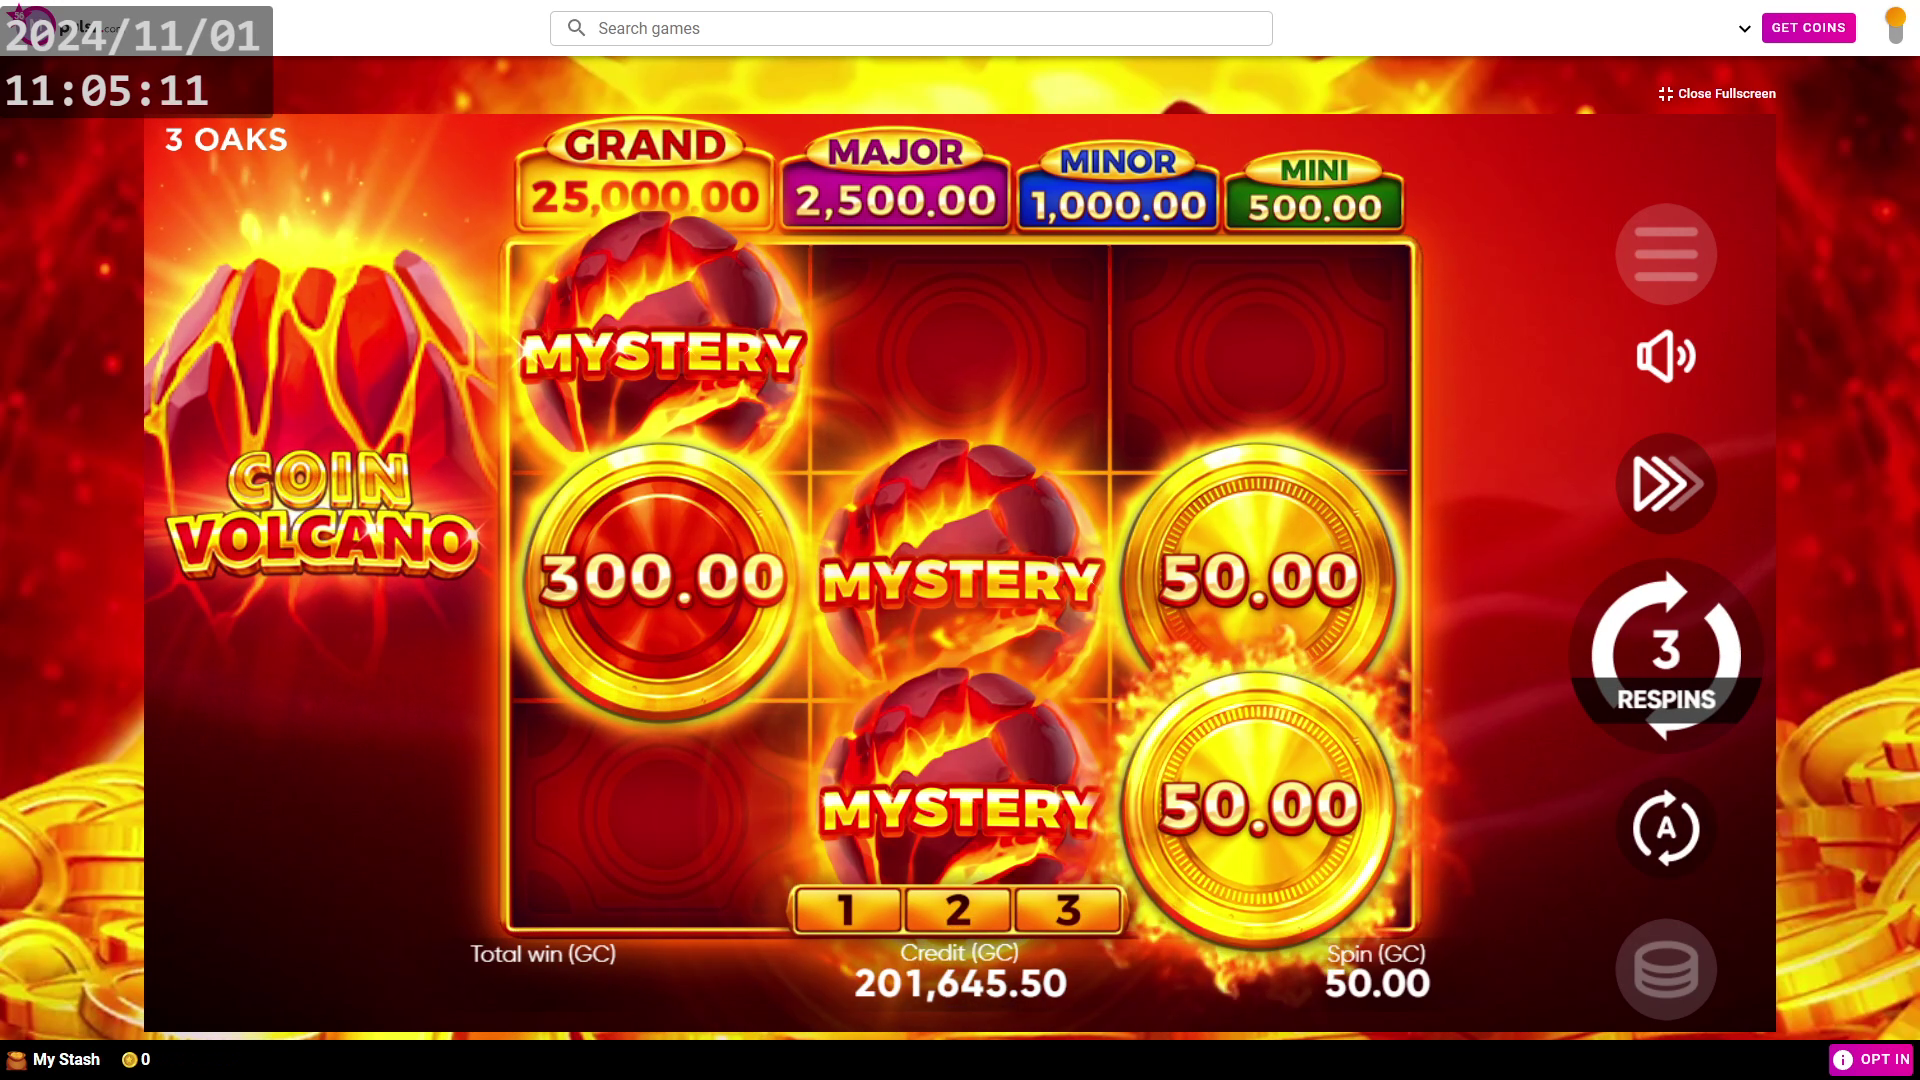 2024/11/01
11:05:11
Search games
GET COINS
Close Fullscreen
3 OAKS
GRAND
25,000.00
MAJOR
2,500.00
MINOR
1,000.00
MINI
500.00
MYSTERY
COIN
VOLCANO
300.00
MYSTERY
50.00
3
RESPINS
MYSTERY
50.00
A
1 2 3
Total win (GC)
Credit (GC)
201,645.50
Spin (GC)
50.00
My Stash
0
OPT IN